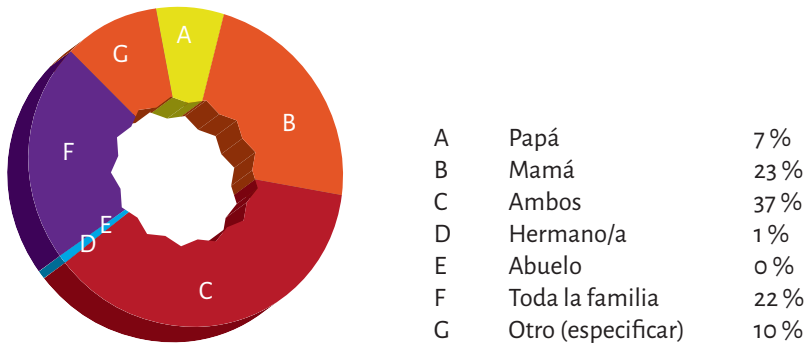 A
G
B
F
E
D
C
A Papá 7 %
B Mamá 23 %
C Ambos 37 %
D Hermano/a 1 %
E Abuelo 0 %
F Toda la familia 22 %
G Otro (especificar) 10 %